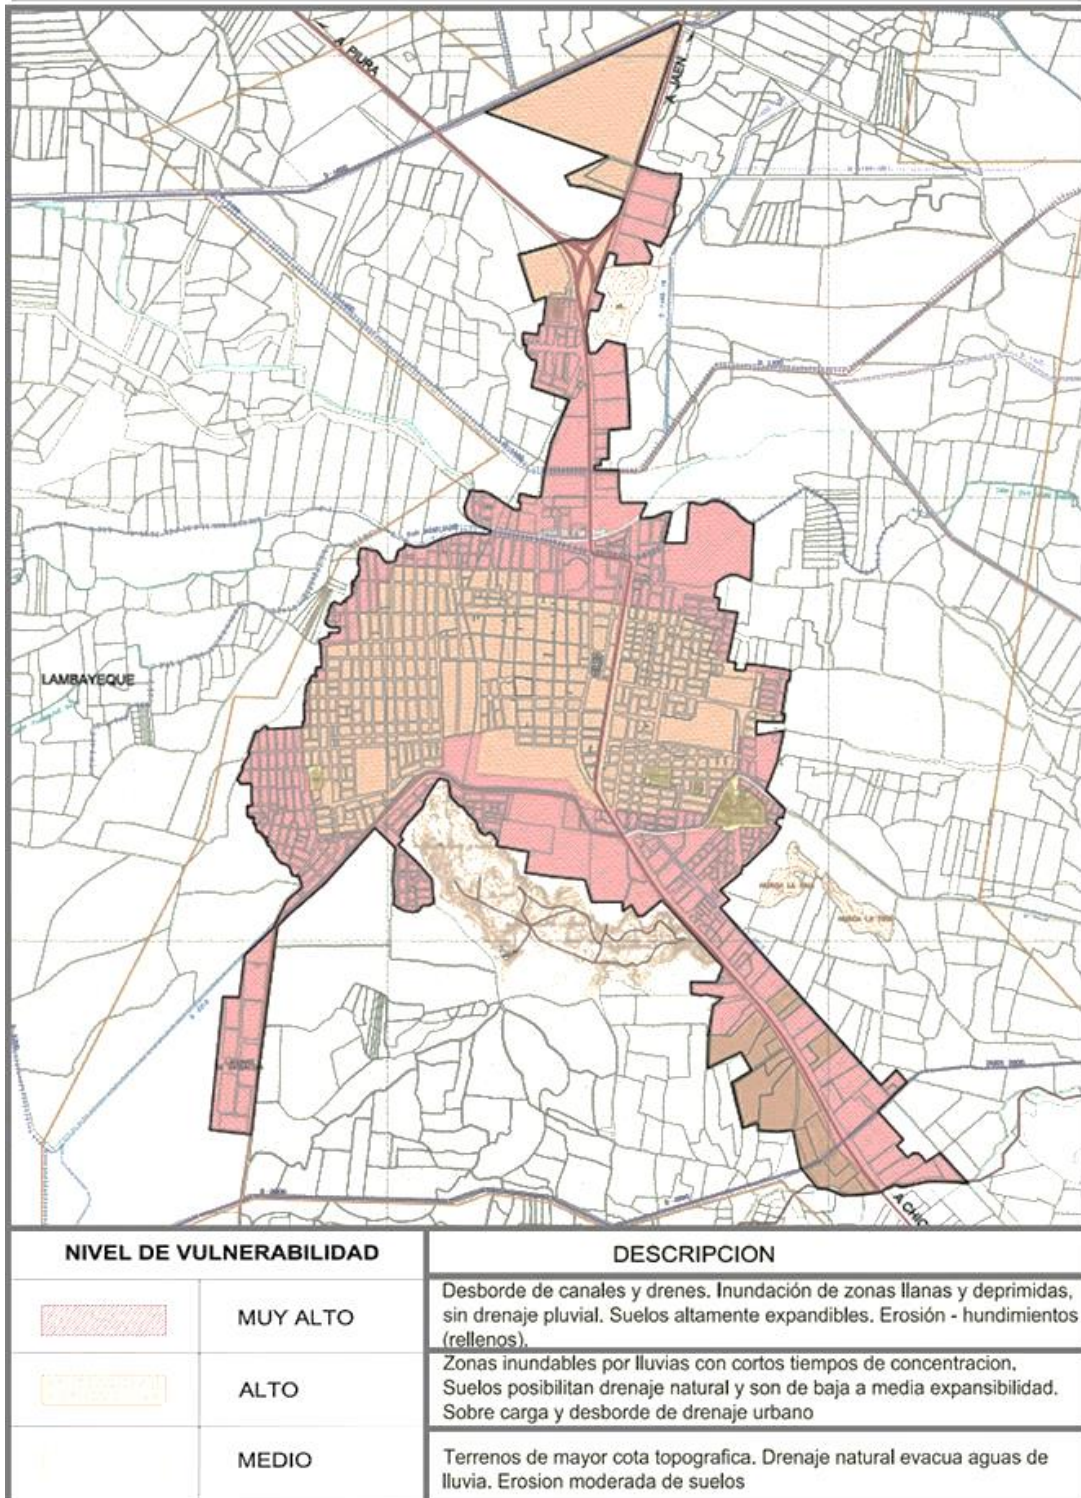 A PIURA
A JAEN
LAMBAYEQUE
A CHIC
NIVEL DE VULNERABILIDAD
DESCRIPCION
MUY ALTO
Desborde de canales y drenes. Inundación de zonas llanas y deprimidas,
sin drenaje pluvial. Suelos altamente expandibles. Erosión - hundimientos
(rellenos).
ALTO
Zonas inundables por lluvias con cortos tiempos de concentracion,
Suelos posibilitan drenaje natural y son de baja a media expansibilidad.
Sobre carga y desborde de drenaje urbano
MEDIO
Terrenos de mayor cota topografica. Drenaje natural evacua aguas de
lluvia. Erosion moderada de suelos